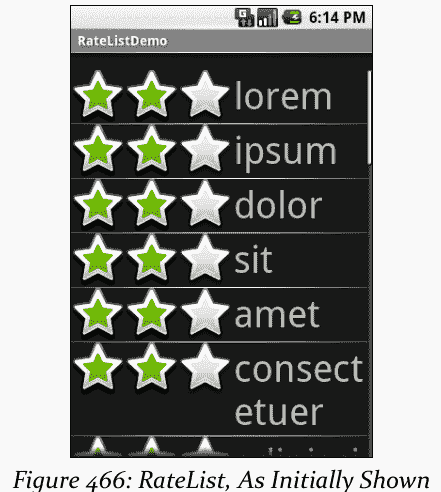 6:14 PM
RateListDemo
lorem
ipsum
dolor
sit
amet
consect
etuer
Figure 466: RateList, As Initially Shown